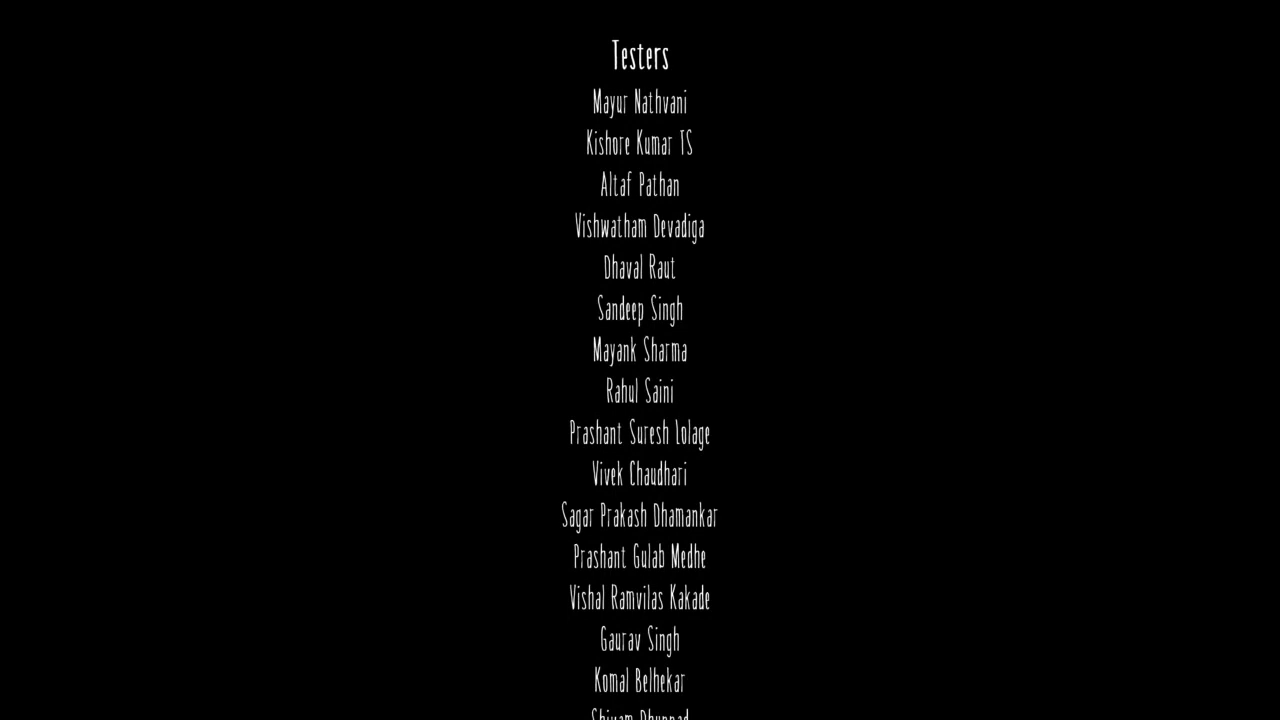 Testers
Mayur Nathvani
Kishore Kumar TS
Altaf Pathan
Vishwatham Devadiga
Dhaval Raut
Sandeep Singh
Mayank Sharma
Rahul Saini
Prashant Suresh Lolage
Vivek Chaudhari
Sagar Prakash Dhamankar
Prashant Gulab Medhe
Vishal Ramvilas Kakade
Gaurav Singh
Komal Belhekar
Shivam